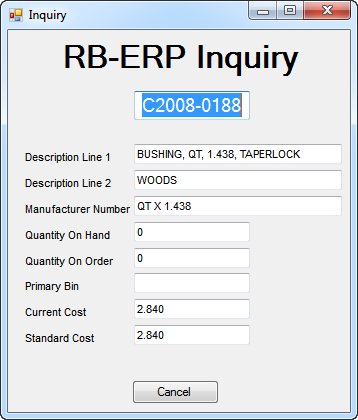 Inquiry
RB-ERP Inquiry
C2008-0188
Description Line 1 BUSHING, QT, 1.438, TAPERLOCK
Description Line 2 WOODS
Manufacturer Number QT X 1.438
Quantity On Hand 0
Quantity On Order 0
Primary Bin
Current Cost 2.840
Standard Cost 2.840
Cancel